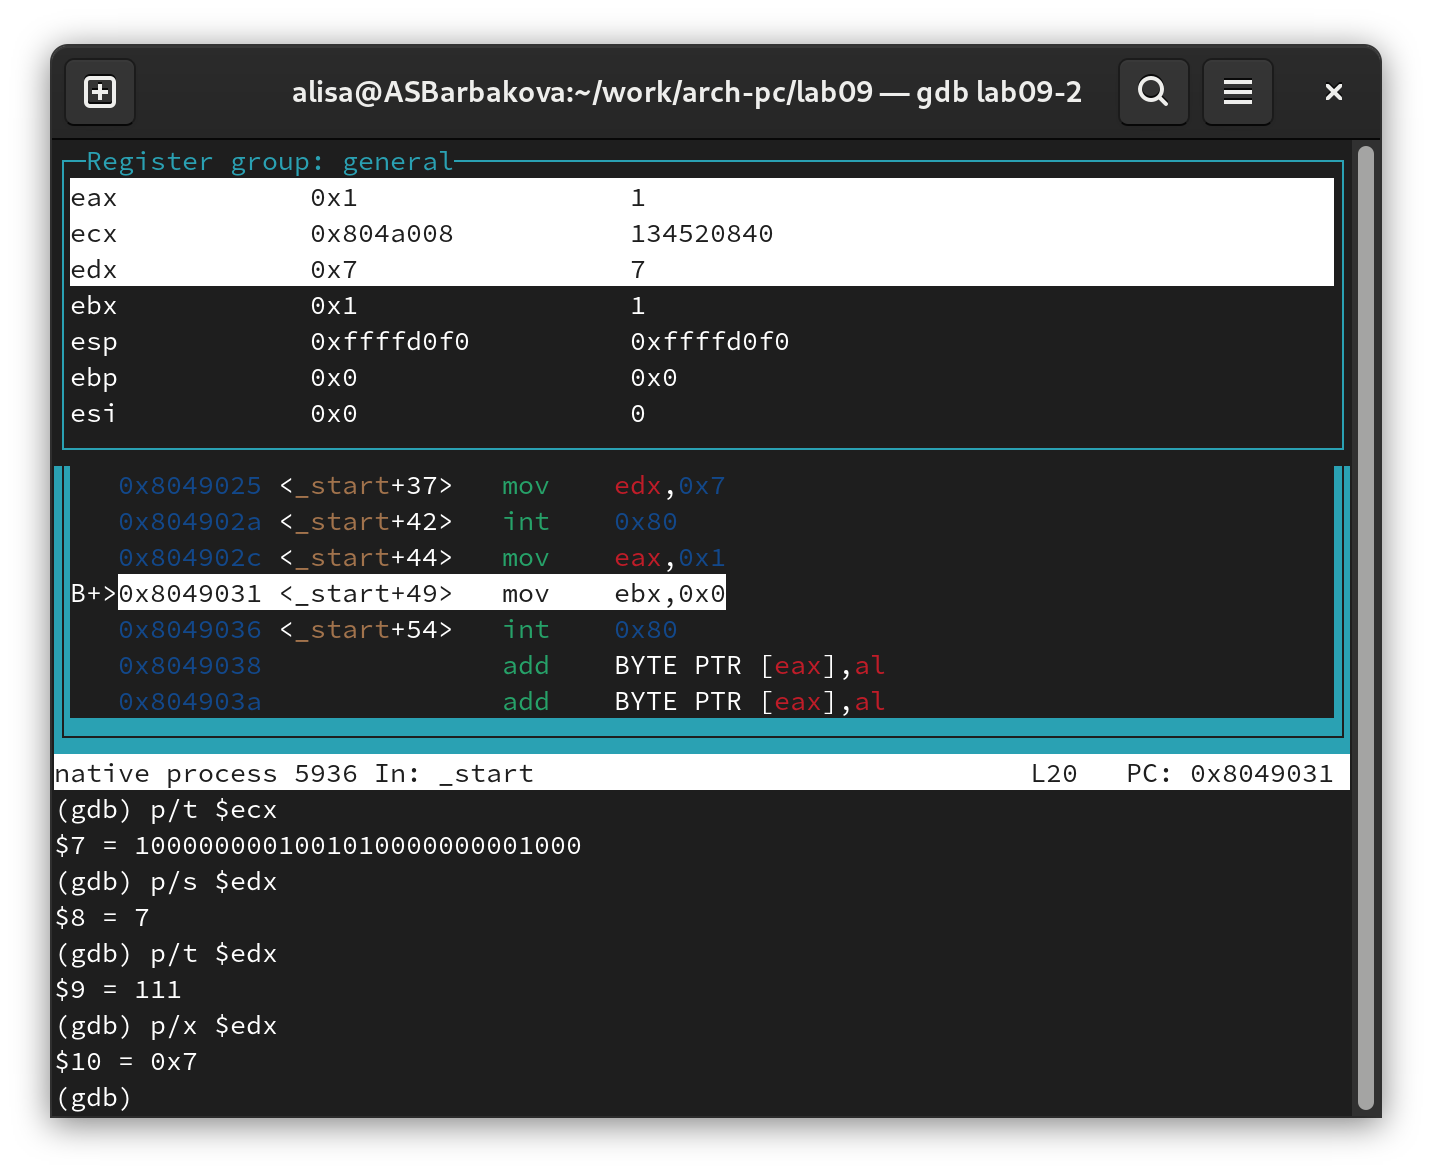 alisa@ASBarbakova:~/work/arch-pc/lab09 — gdb lab09-2
Register group: general
eax 0x1 1
ecx 0x804a008 134520840
edx 0x7 7
ebx 0x1 1
esp 0xffffd0f0 0xffffd0f0
ebp 0x0 0x0
esi 0x0 0
0x8049025 <_start+37> mov edx,0x7
0x804902a <_start+42> int 0x80
0x804902c <_start+44> mov eax,0x1
B+>0x8049031 <_start+49> mov ebx,0x0
0x8049036 <_start+54> int 0x80
0x8049038 add BYTE PTR [eax],al
0x804903a add BYTE PTR [eax],al
native process 5936 In: _start L20 PC: 0x8049031
(gdb) p/t $ecx
$7 = 1000000001001010000000001000
(gdb) p/s $edx
$8 = 7
(gdb) p/t $edx
$9 = 111
(gdb) p/x $edx
$10 = 0x7
(gdb)